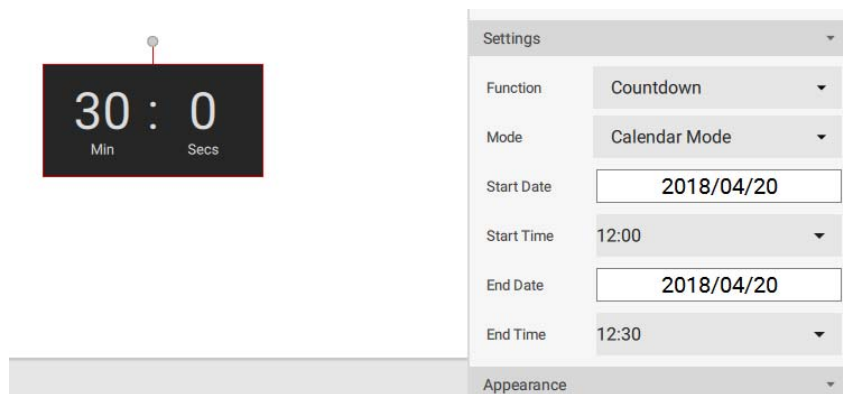 30 : 0
Min Secs
Settings
Function Countdown
Mode Calendar Mode
Start Date 2018/04/20
Start Time 12:00
End Date 2018/04/20
End Time 12:30
Appearance